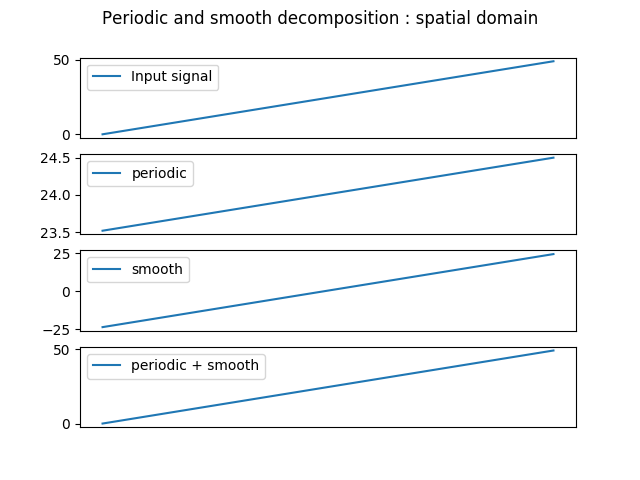 Periodic and smooth decomposition : spatial domain
50
Input signal
0
24.5
periodic
24.0
23.5
25
smooth
0
−25
50
periodic + smooth
0